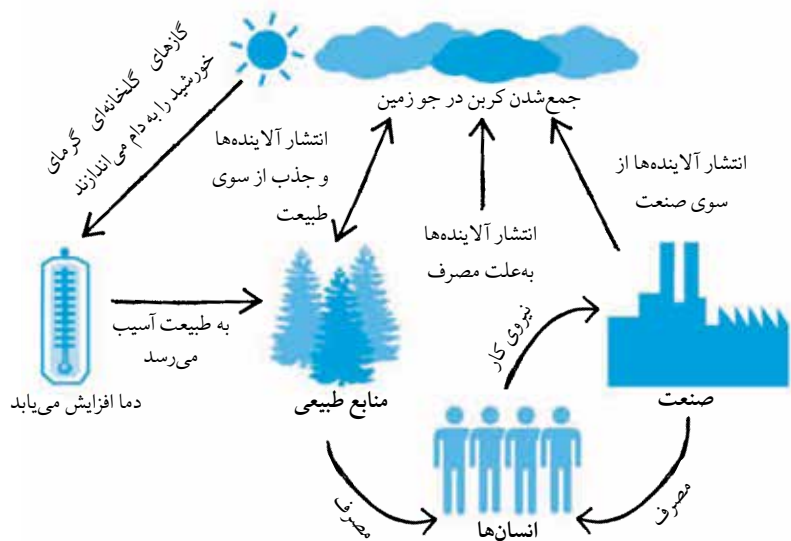 گازهای گلخانه‌ای گرمای
خورشید را به دام می‌اندازند
جمع‌شدن کربن در جو زمین
انتشار آلاینده‌ها از
سوی صنعت
انتشار آلاینده‌ها
به‌علت مصرف
انتشار آلاینده‌ها
و جذب از سوی
طبیعت
نیروی کار
به طبیعت آسیب
می‌رسد
صنعت
منابع طبیعی
دما افزایش می‌یابد
مصرف
مصرف
انسان‌ها